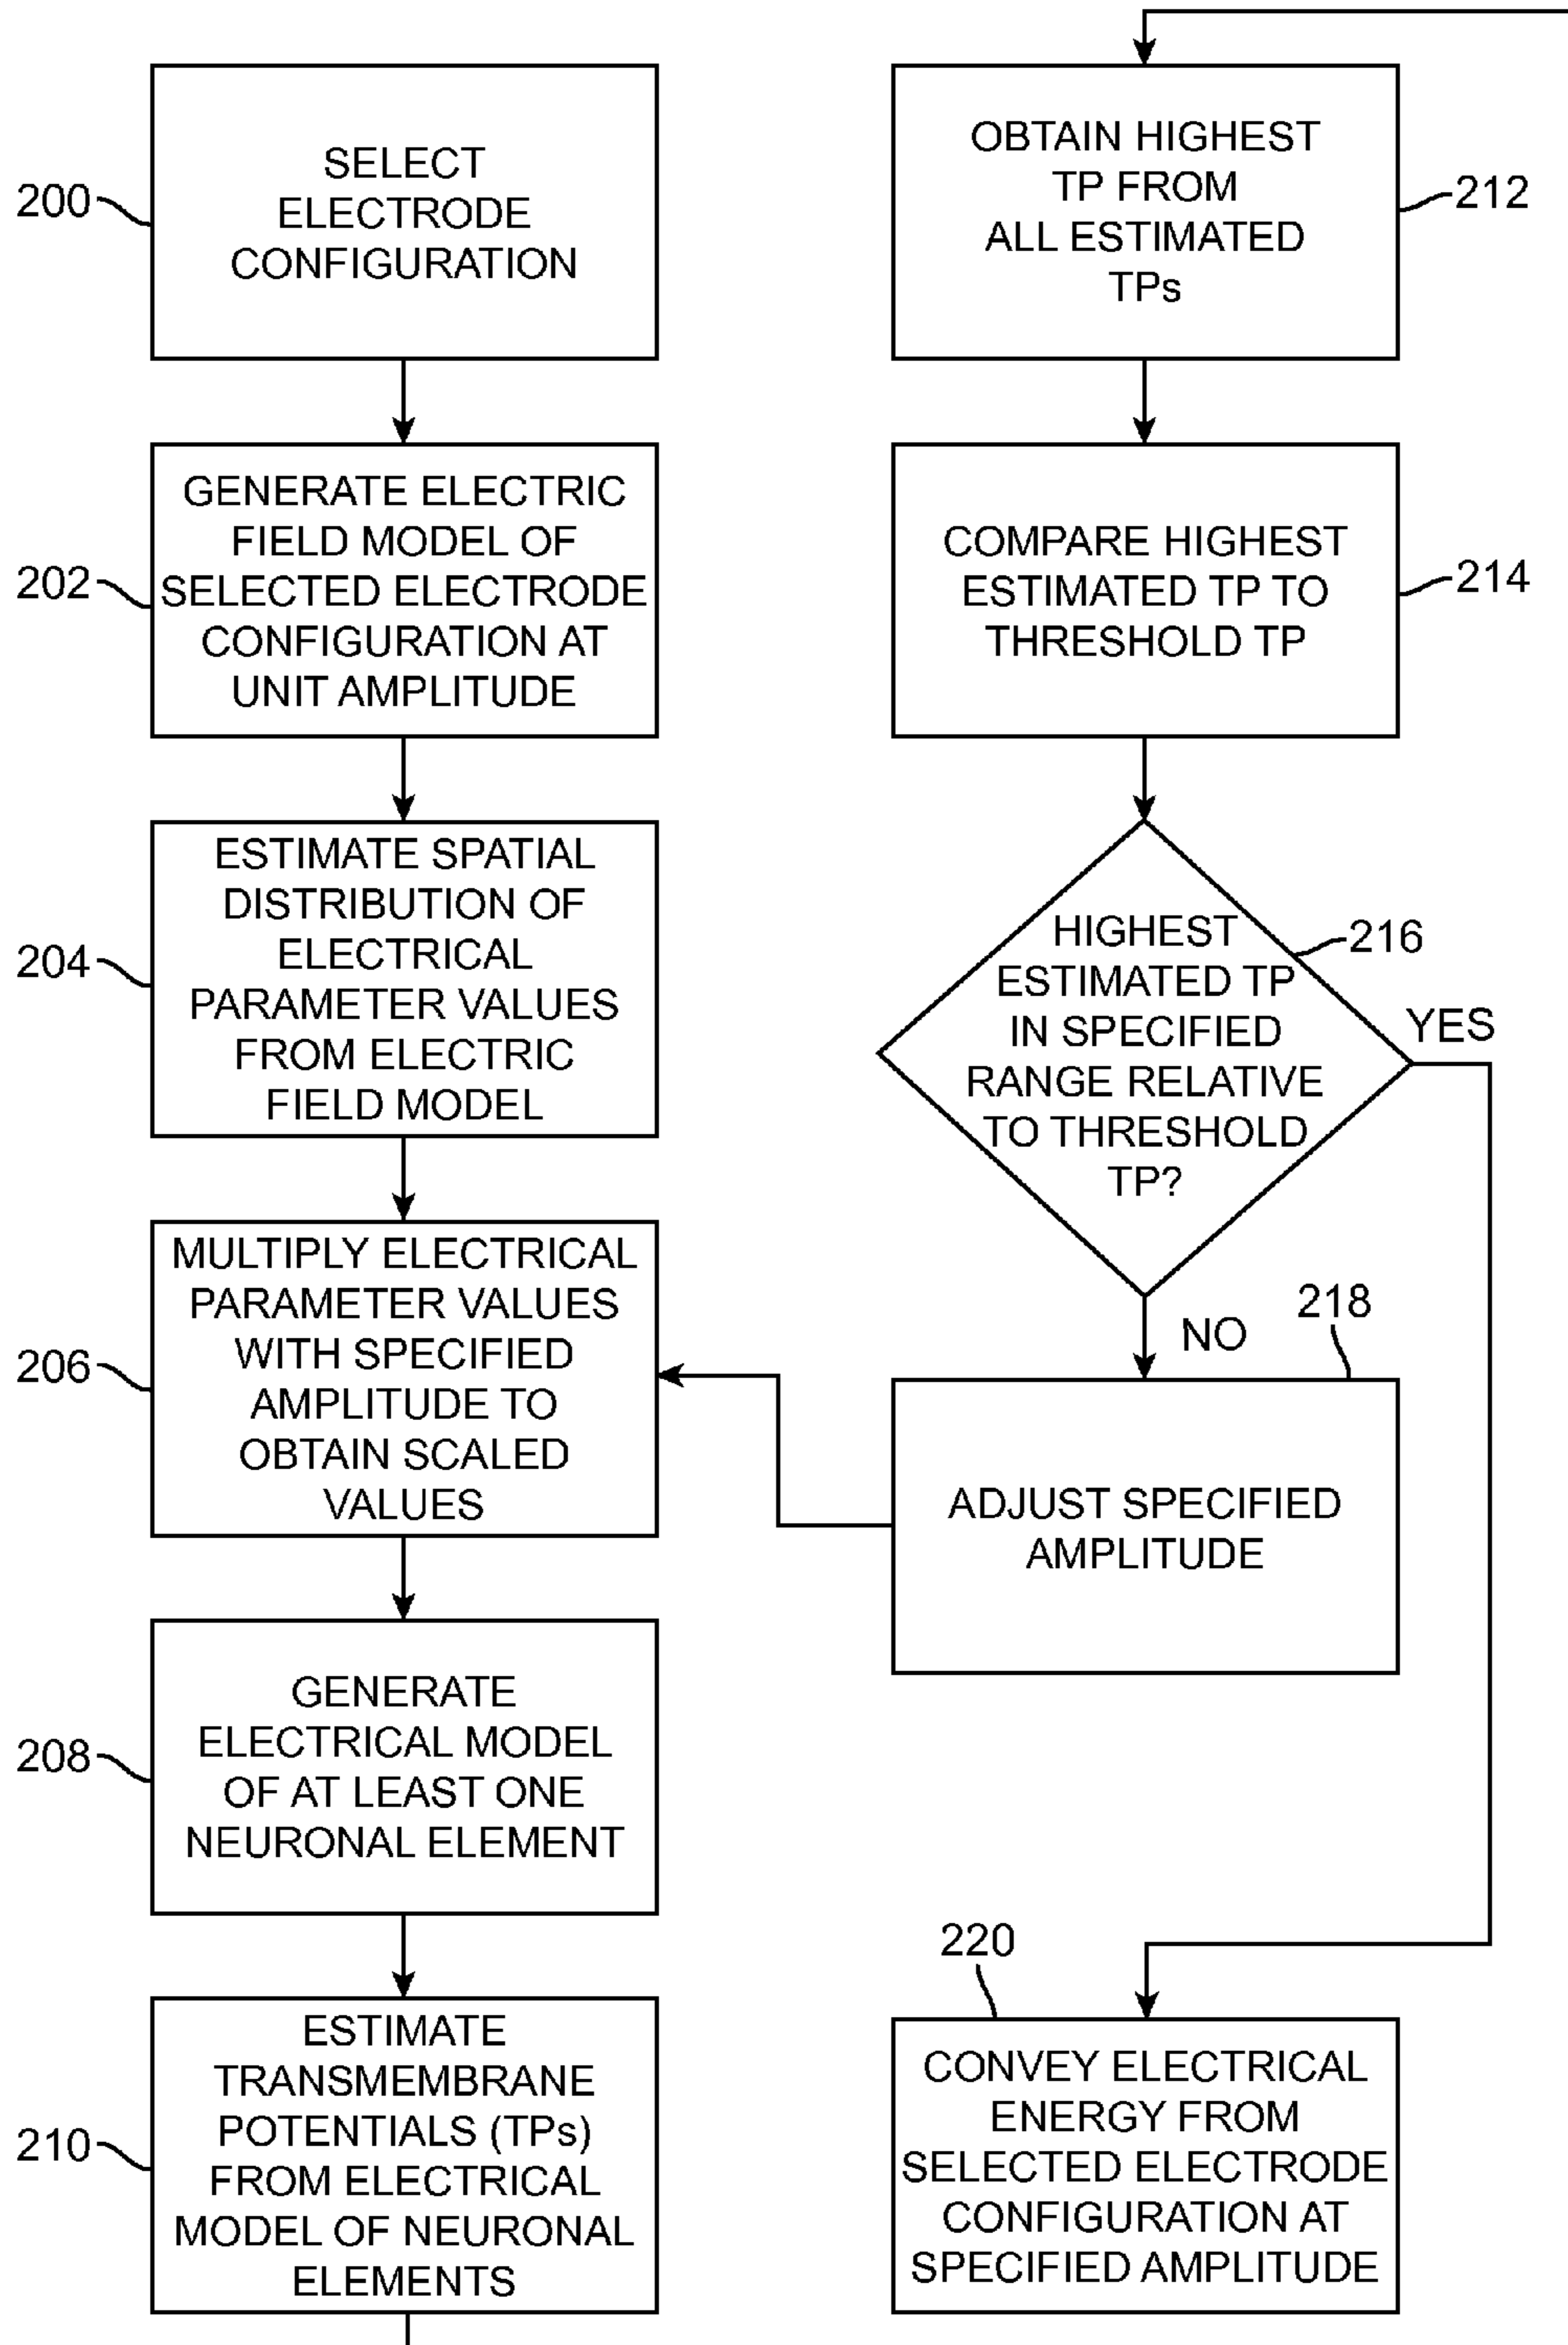 200
SELECT
ELECTRODE
CONFIGURATION
202
GENERATE ELECTRIC
FIELD MODEL OF
SELECTED ELECTRODE
CONFIGURATION AT
UNIT AMPLITUDE
204
ESTIMATE SPATIAL
DISTRIBUTION OF
ELECTRICAL
PARAMETER VALUES
FROM ELECTRIC
FIELD MODEL
206
MULTIPLY ELECTRICAL
PARAMETER VALUES
WITH SPECIFIED
AMPLITUDE TO
OBTAIN SCALED
VALUES
208
GENERATE
ELECTRICAL MODEL
OF AT LEAST ONE
NEURONAL ELEMENT
210
ESTIMATE
TRANSMEMBRANE
POTENTIALS (TPs)
FROM ELECTRICAL
MODEL OF NEURONAL
ELEMENTS
OBTAIN HIGHEST
TP FROM
ALL ESTIMATED
TPs
212
COMPARE HIGHEST
ESTIMATED TP TO
THRESHOLD TP
214
HIGHEST
ESTIMATED TP
IN SPECIFIED
RANGE RELATIVE
TO THRESHOLD
TP?
216
YES
NO
218
ADJUST SPECIFIED
AMPLITUDE
220
CONVEY ELECTRICAL
ENERGY FROM
SELECTED ELECTRODE
CONFIGURATION AT
SPECIFIED AMPLITUDE